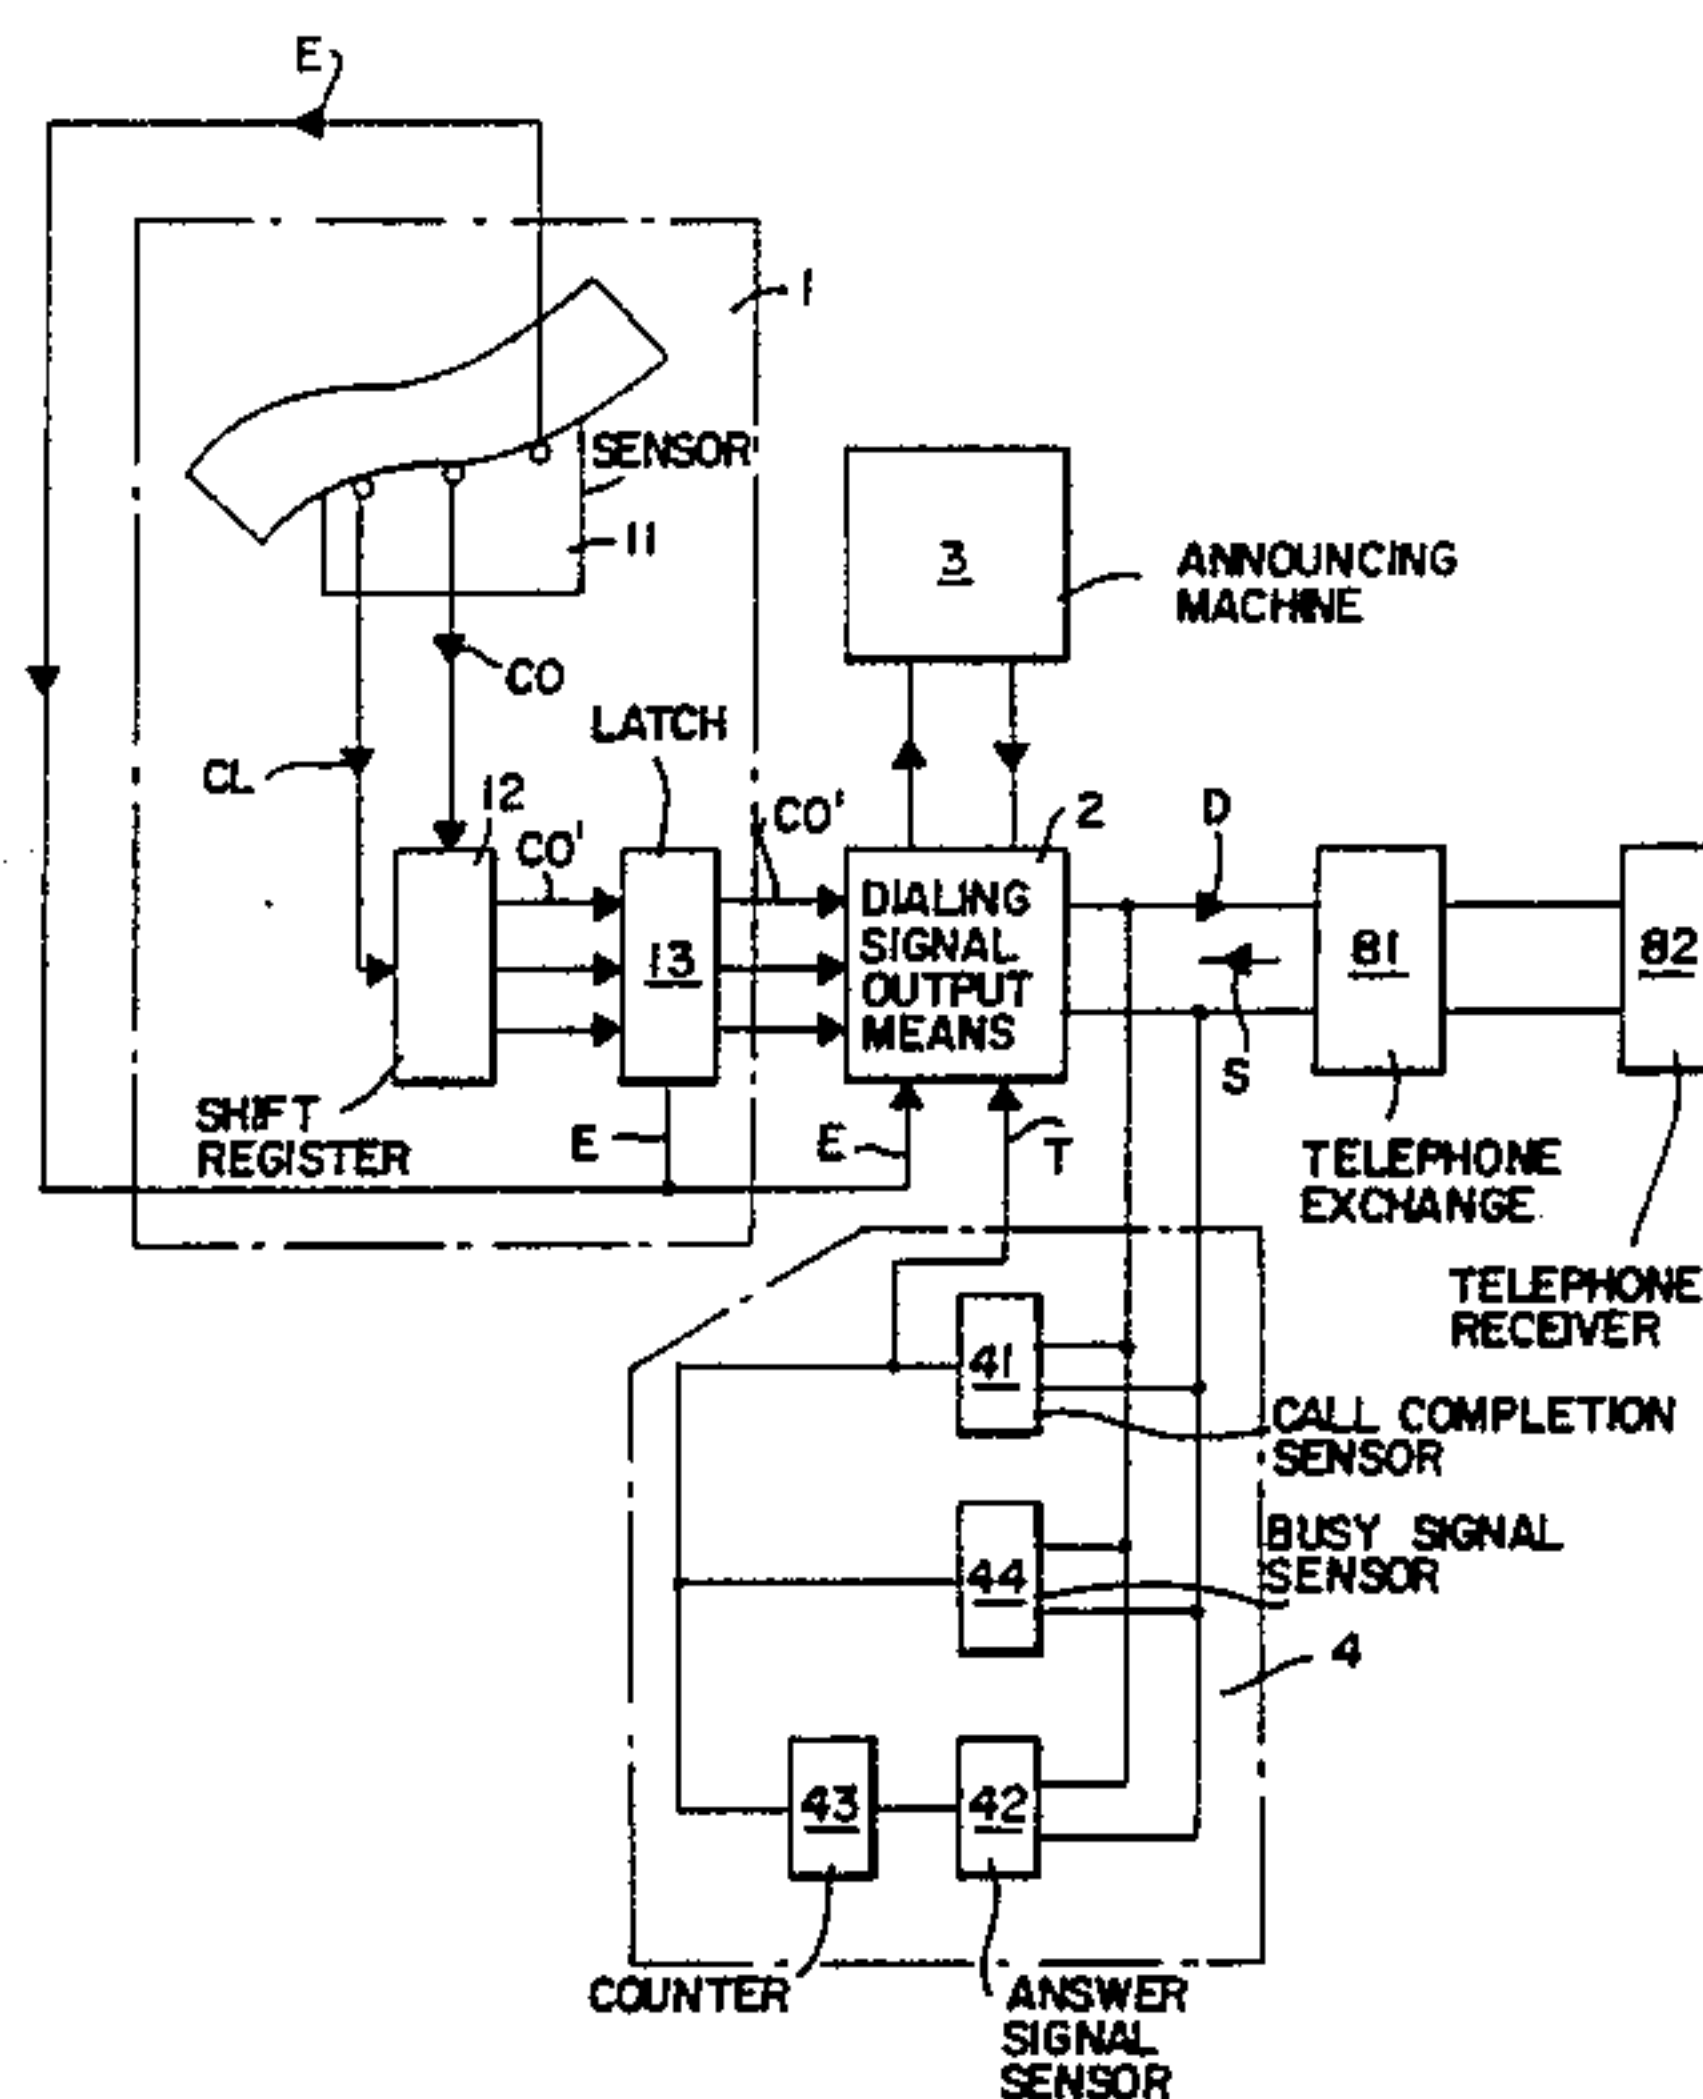 E
1
SENSOR
11
3
ANNOUNCING
MACHINE
CO
LATCH
CL
12
CO'
CO'
2
D
DIALING
SIGNAL
OUTPUT
MEANS
13
81
82
S
SHIFT
REGISTER
E
E
T
TELEPHONE
EXCHANGE
TELEPHONE
RECEIVER
41
CALL COMPLETION
SENSOR
BUSY SIGNAL
SENSOR
44
4
43
42
COUNTER
ANSWER
SIGNAL
SENSOR